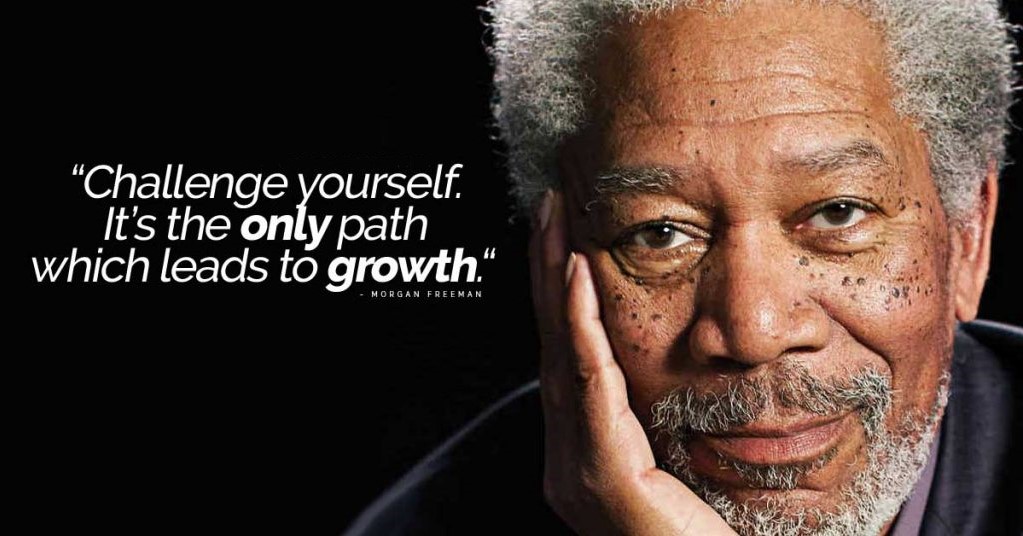 “Challenge yourself.
It’s the only path
which leads to growth.“
- MORGAN FREEMAN